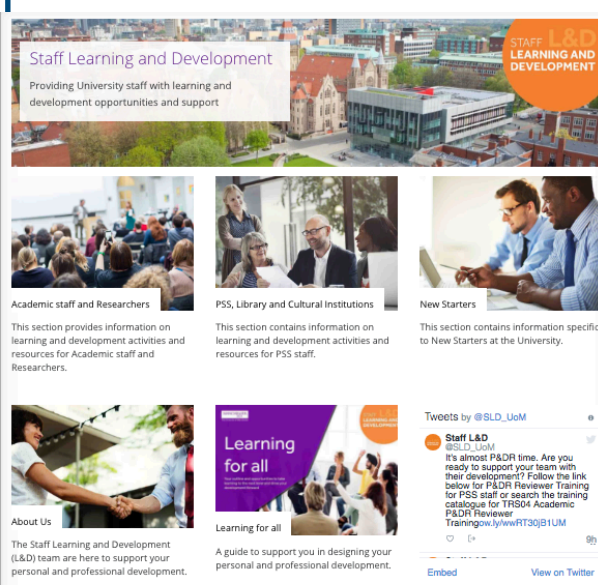 Staff Learning and Development
Providing University staff with learning and
development opportunities and support
STAFF L&D
LEARNING AND
DEVELOPMENT
Academic staff and Researchers
This section provides information on
learning and development activities and
resources for Academic staff and
Researchers.
PSS, Library and Cultural Institutions
This section contains information on
learning and development activities and
resources for PSS staff.
New Starters
This section contains information specific
to New Starters at the University.
About Us
The Staff Learning and Development
(L&D) team are here to support your
personal and professional development.
LEARNING AND
DEVELOPMENT
Learning
for all
Learning for all
A guide to support you in designing your
personal and professional development.
Tweets by @SLD_UoM
Staff L&D
@SLD_UoM
It's almost P&DR time. Are you
ready to support your team with
their development? Follow the link
below for P&DR Reviewer Training
for PSS staff or search the training
catalogue for TRS04 Academic
P&DR Reviewer
Trainingow.ly/wwRT30jB1UM
9h
Embed
View on Twitter